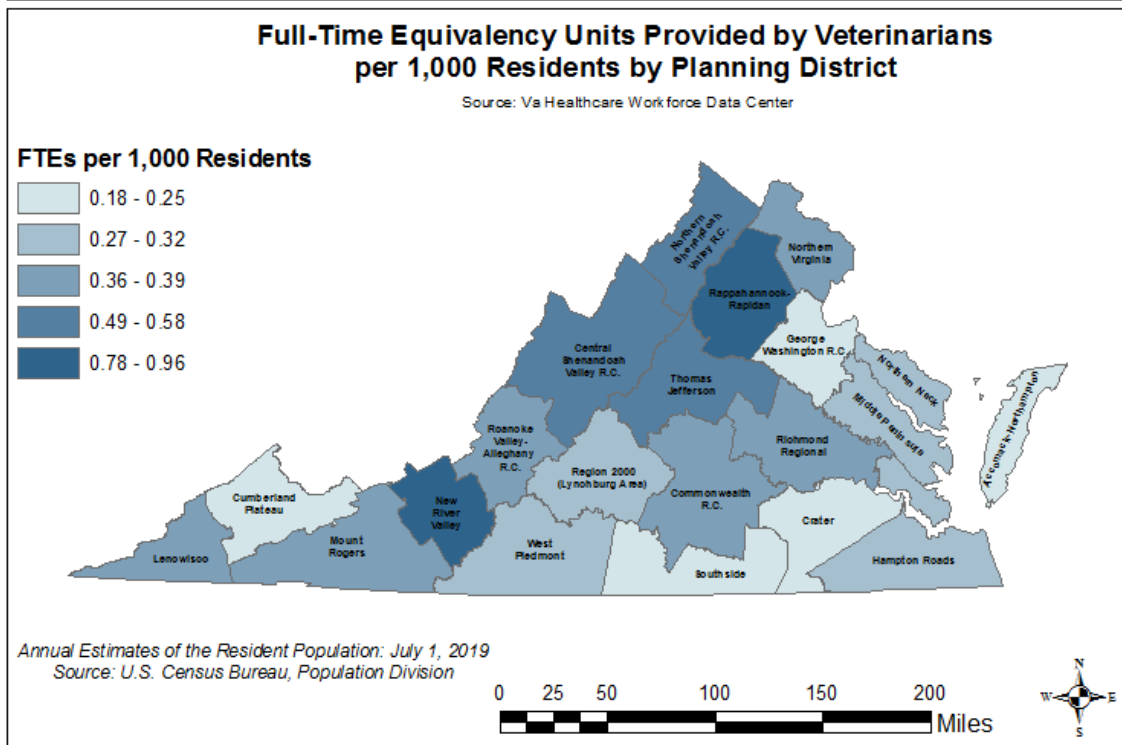 Full-Time Equivalency Units Provided by Veterinarians
per 1,000 Residents by Planning District
Source: Va Healthcare Workforce Data Center
FTEs per 1,000 Residents
0.18 - 0.25
0.27 - 0.32
0.36 - 0.39
0.49 - 0.58
0.78 - 0.96
Northern
Shenandoah
Valley R.C.
Northern
Virginia
Rappahannock-
Rapidan
George
Washington R.C.
Northern Neck
Middle Peninsula
Accomack-Northampton
Central
Shenandoah
Valley R.C.
Thomas
Jefferson
Roanoke
Valley-
Alleghany
R.C.
Richmond
Regional
Region 2000
(Lynchburg Area)
Commonwealth
R.C.
Cumberland
Plateau
New
River
Valley
Crater
Lenowisco
Mount
Rogers
West
Piedmont
Southside
Hampton Roads
Annual Estimates of the Resident Population: July 1, 2019
Source: U.S. Census Bureau, Population Division
0 25 50 100 150 200
Miles
N
W E
S